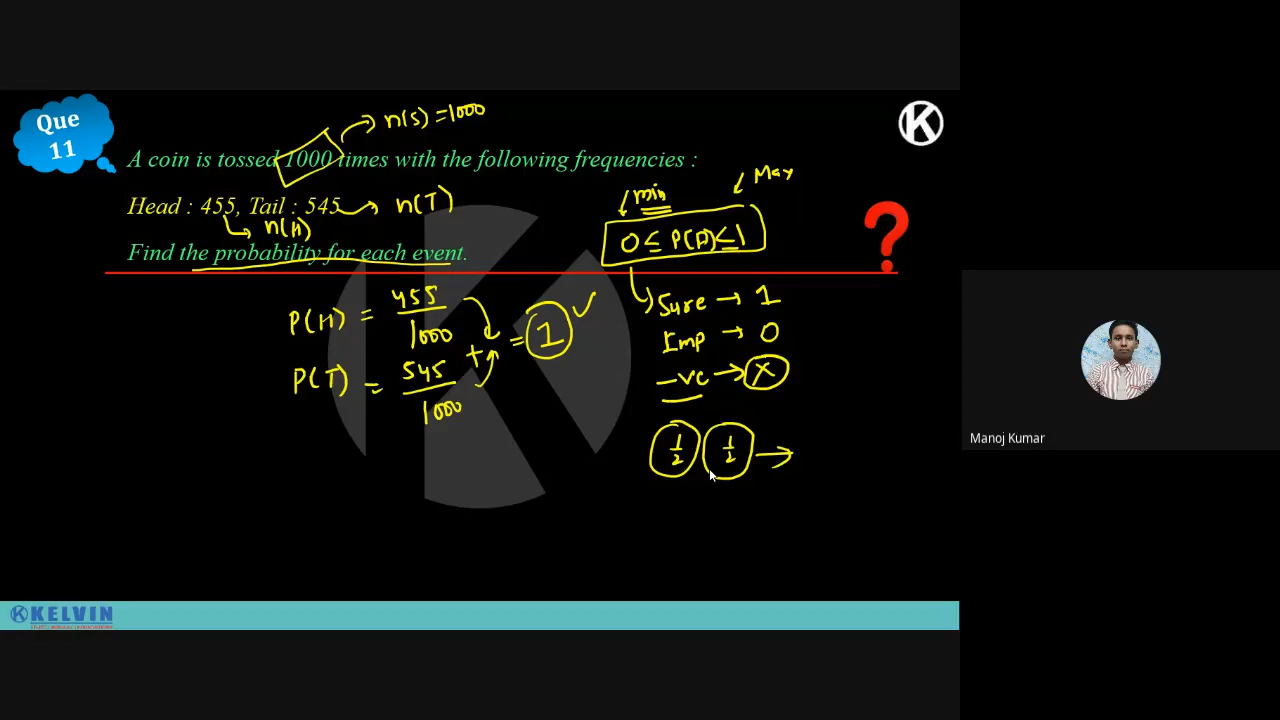 Que
11
n(S) = 1000
A coin is tossed 1000 times with the following frequencies :
Head : 455, Tail : 545
n(T)
n(H)
Find the probability for each event.
min
Max
0 ≤ P(E) ≤ 1
P(H) = 455/1000
P(T) = 545/1000
+ = 1 ✓
Sure → 1
Imp → 0
-ve → X
1/2 1/2 →
K
?
Manoj Kumar
KELVIN